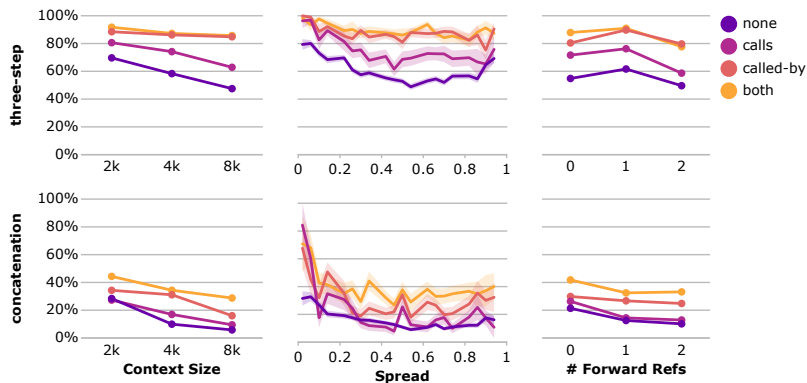 three-step
100%
80%
60%
40%
20%
0%
2k 4k 8k
0 0.2 0.4 0.6 0.8 1
0 1 2
none
calls
called-by
both
concatenation
100%
80%
60%
40%
20%
0%
2k 4k 8k
Context Size
0 0.2 0.4 0.6 0.8 1
Spread
0 1 2
# Forward Refs